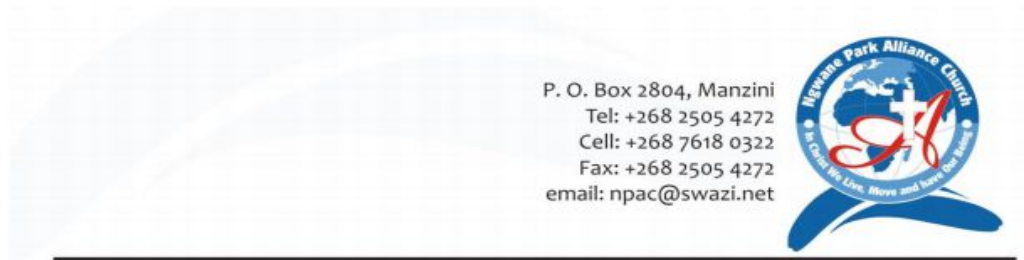 P. O. Box 2804, Manzini
Tel: +268 2505 4272
Cell: +268 7618 0322
Fax: +268 2505 4272
email: npac@swazi.net
Ngwane Park Alliance Church
In Christ We Live, Move and have Our Being
A